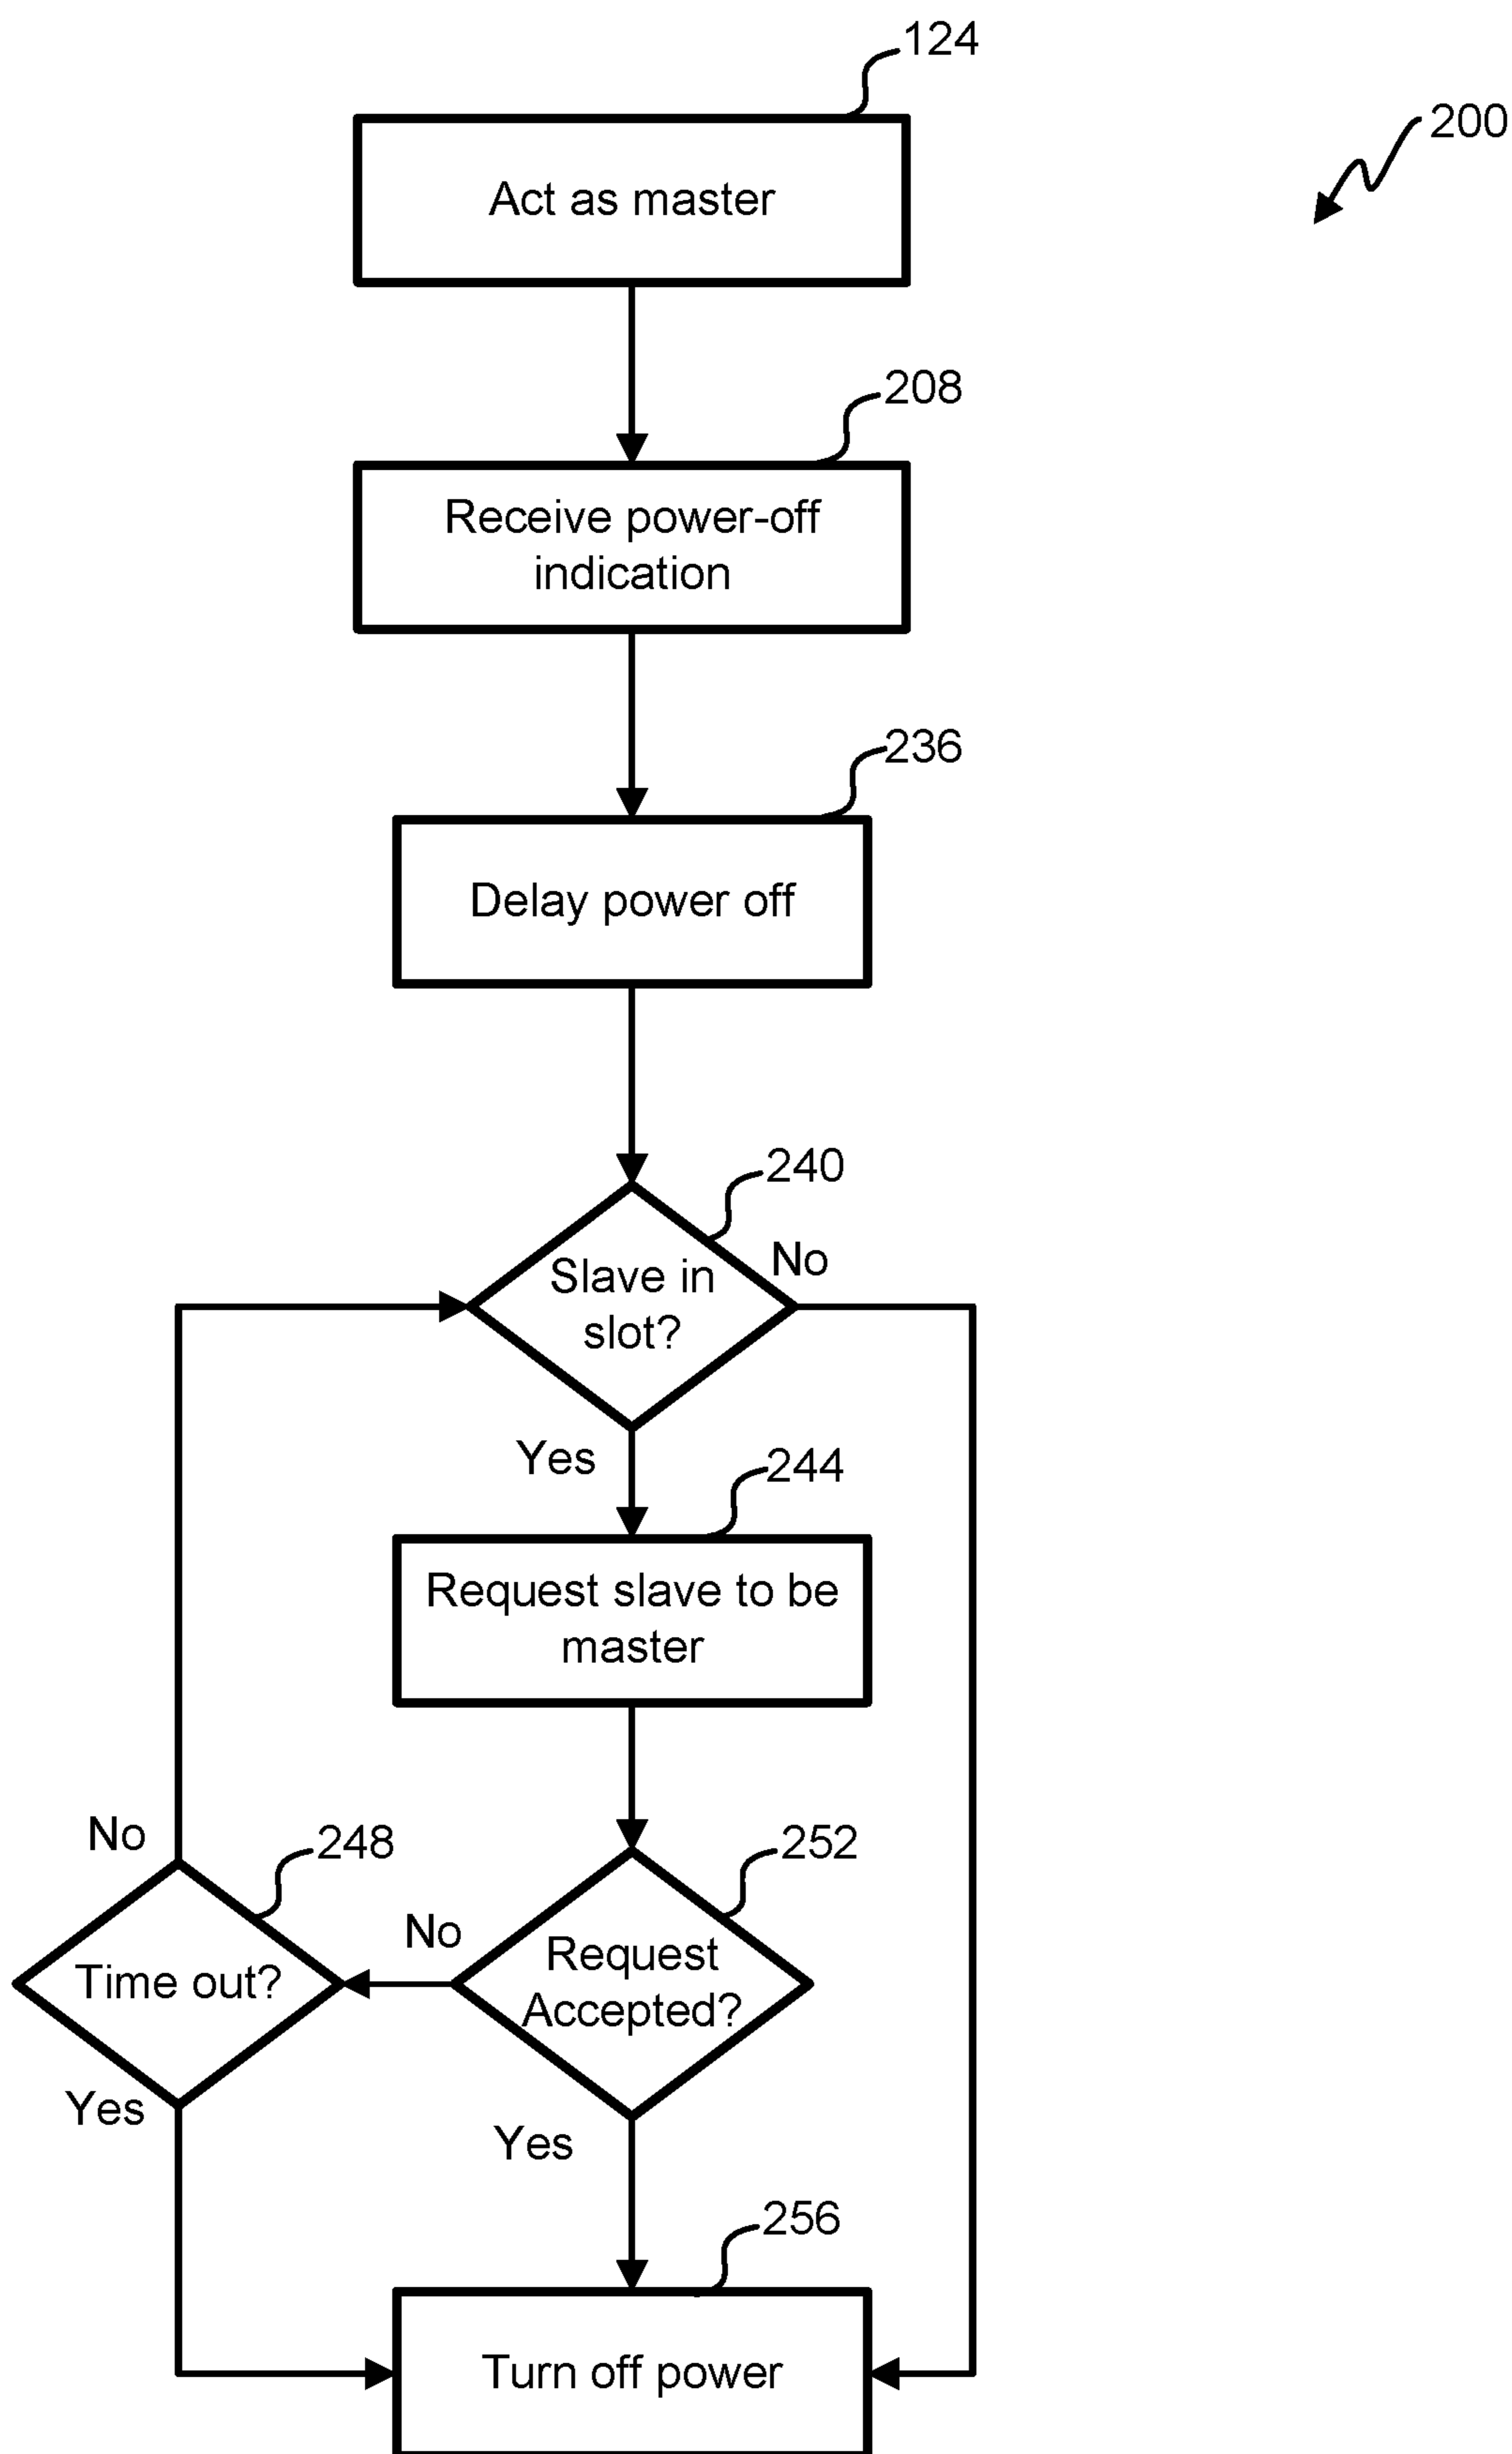 124
200
Act as master
208
Receive power-off
indication
236
Delay power off
240
No
Slave in
slot?
Yes
244
Request slave to be
master
No
248
252
No
Request
Accepted?
Time out?
Yes
Yes
256
Turn off power